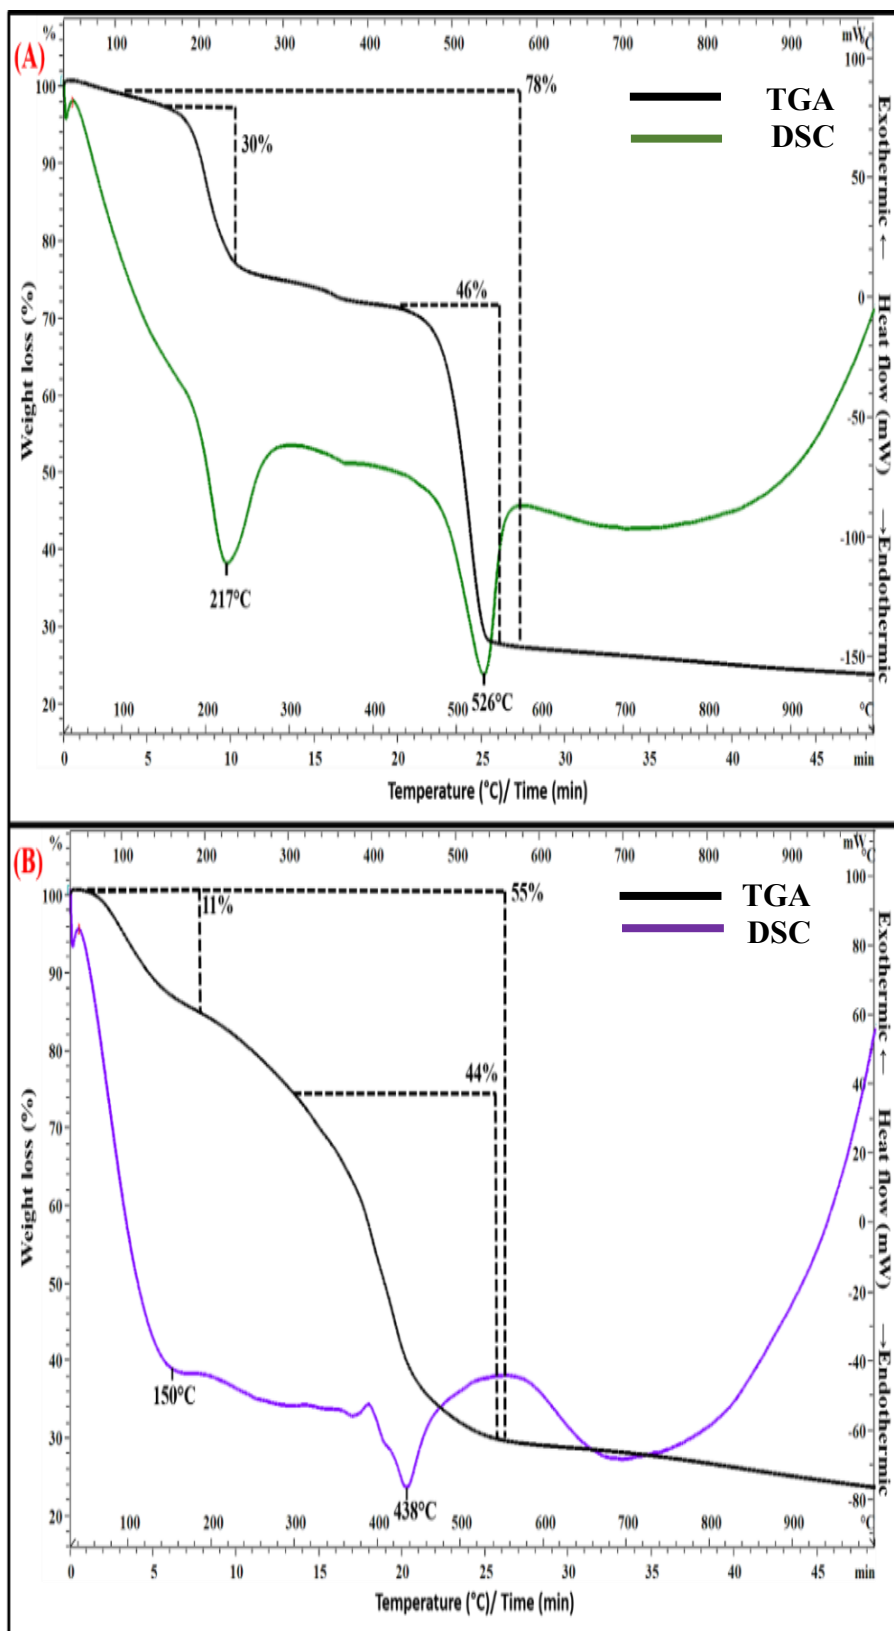 % 100 200 300 400 500 600 700 800 900 mW °C
(A)
100 90 80 70 60 50 40 30 20
Weight loss (%)
78%
30%
46%
TGA
DSC
217°C
526°C
100 50 0 -50 -100 -150
Exothermic ← Heat flow (mW) →Endothermic
100 200 300 400 500 600 700 800 900 °C
0 5 10 15 20 25 30 35 40 45 min
Temperature (°C)/ Time (min)
% 100 200 300 400 500 600 700 800 900 mW °C
(B)
100 90 80 70 60 50 40 30 20
Weight loss (%)
11%
55%
44%
TGA
DSC
150°C
438°C
100 80 60 40 20 0 -20 -40 -60 -80
Exothermic ← Heat flow (mW) →Endothermic
100 200 300 400 500 600 700 800 900 °C
0 5 10 15 20 25 30 35 40 45 min
Temperature (°C)/ Time (min)